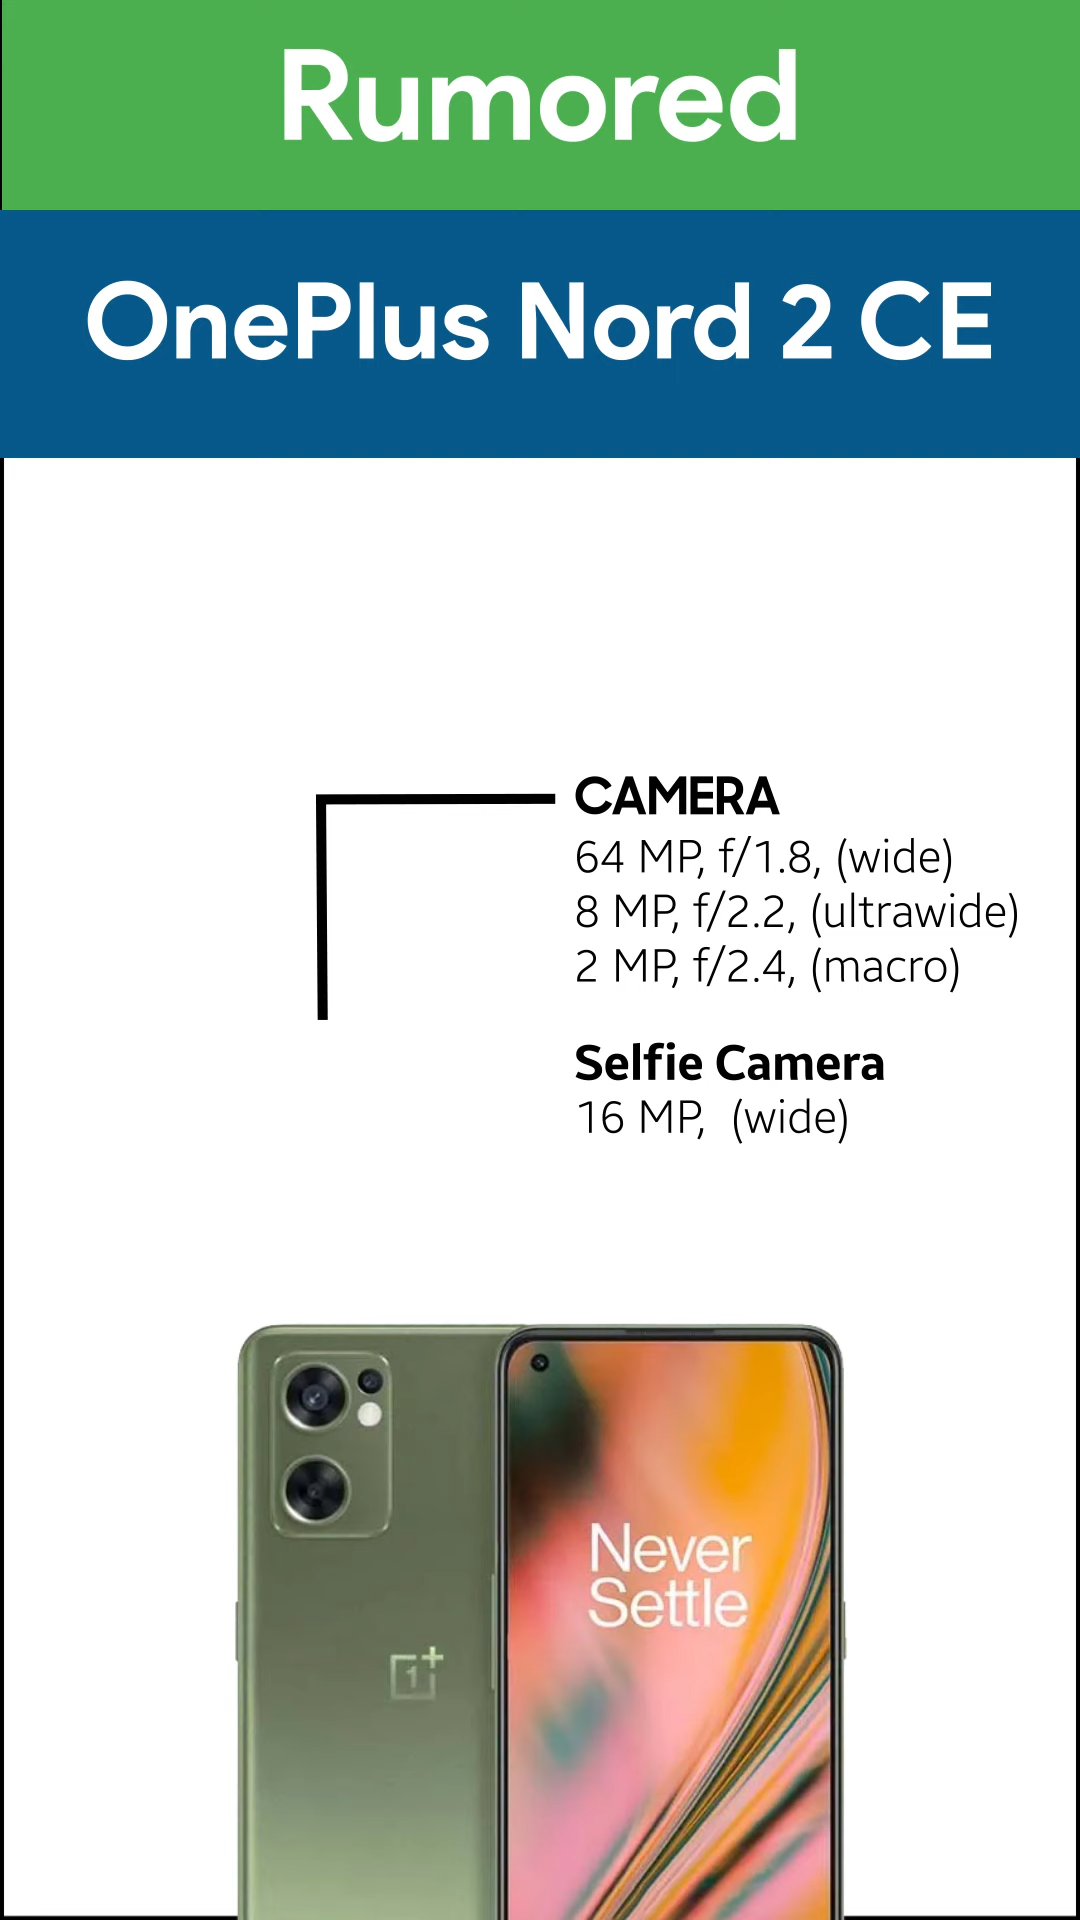 Rumored
OnePlus Nord 2 CE
CAMERA
64 MP, f/1.8, (wide)
8 MP, f/2.2, (ultrawide)
2 MP, f/2.4, (macro)
Selfie Camera
16 MP, (wide)
Never
Settle
1+